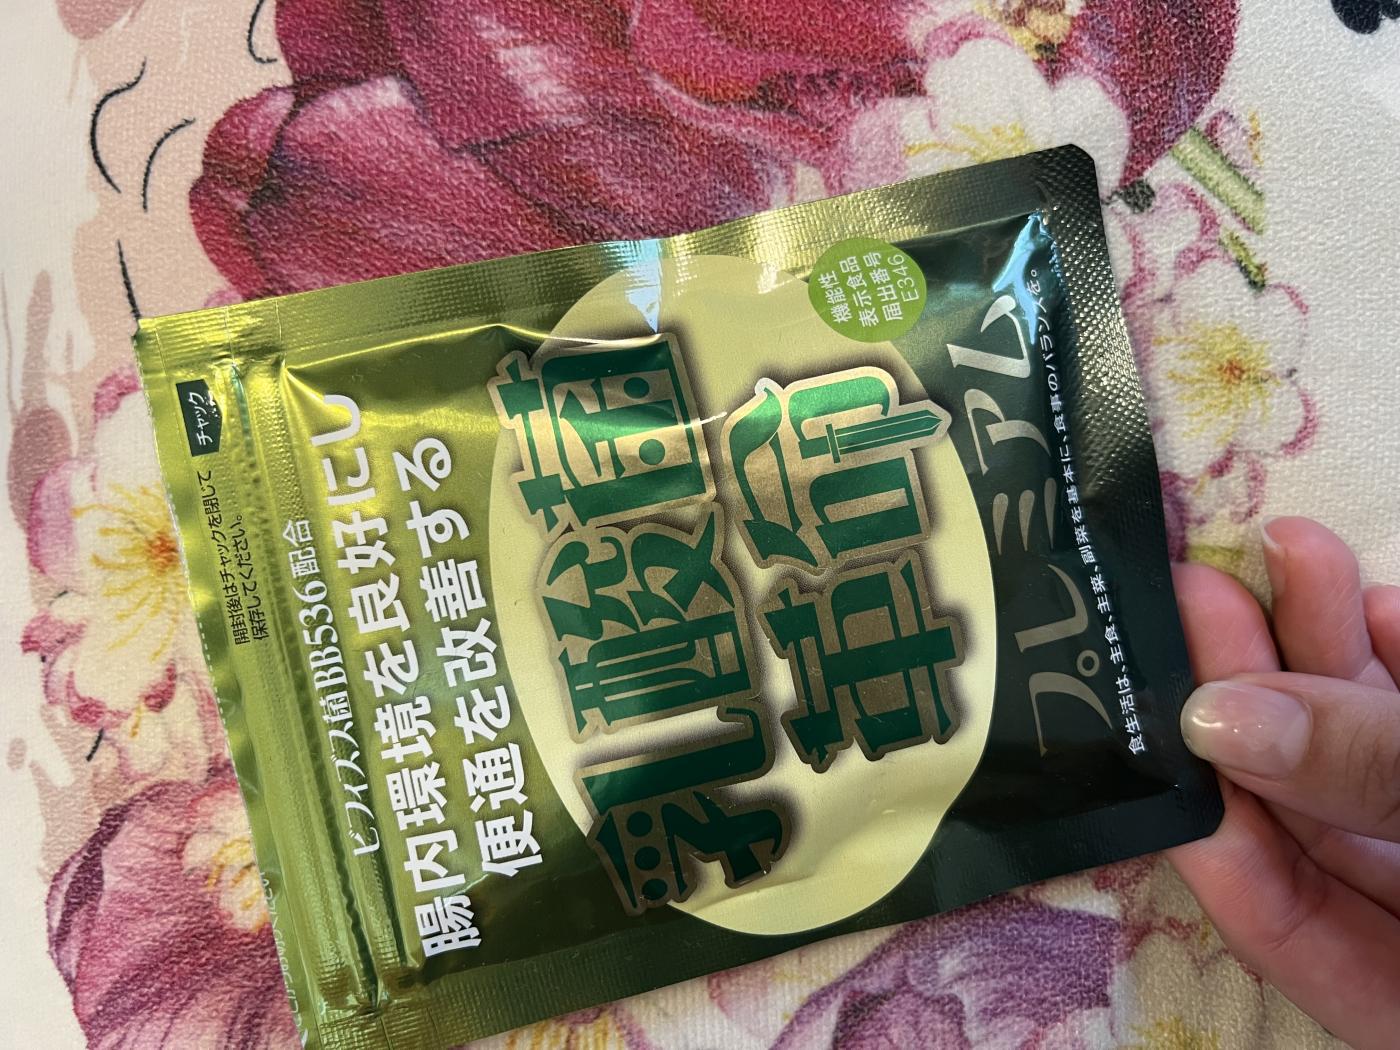 チャック
開封後はチャックを閉じて
保存してください。
ビフィズス菌BB536配合
腸内環境を良好にし
便通を改善する
乳酸菌
革命
機能性
表示食品
届出番号
E346
プレミアム
食生活は、主食、主菜、副菜を基本に、食事のバランスを。